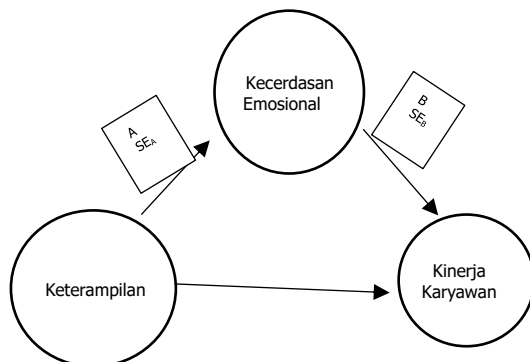 Kecerdasan
Emosional
A
SEA
B
SEB
Keterampilan
Kinerja
Karyawan